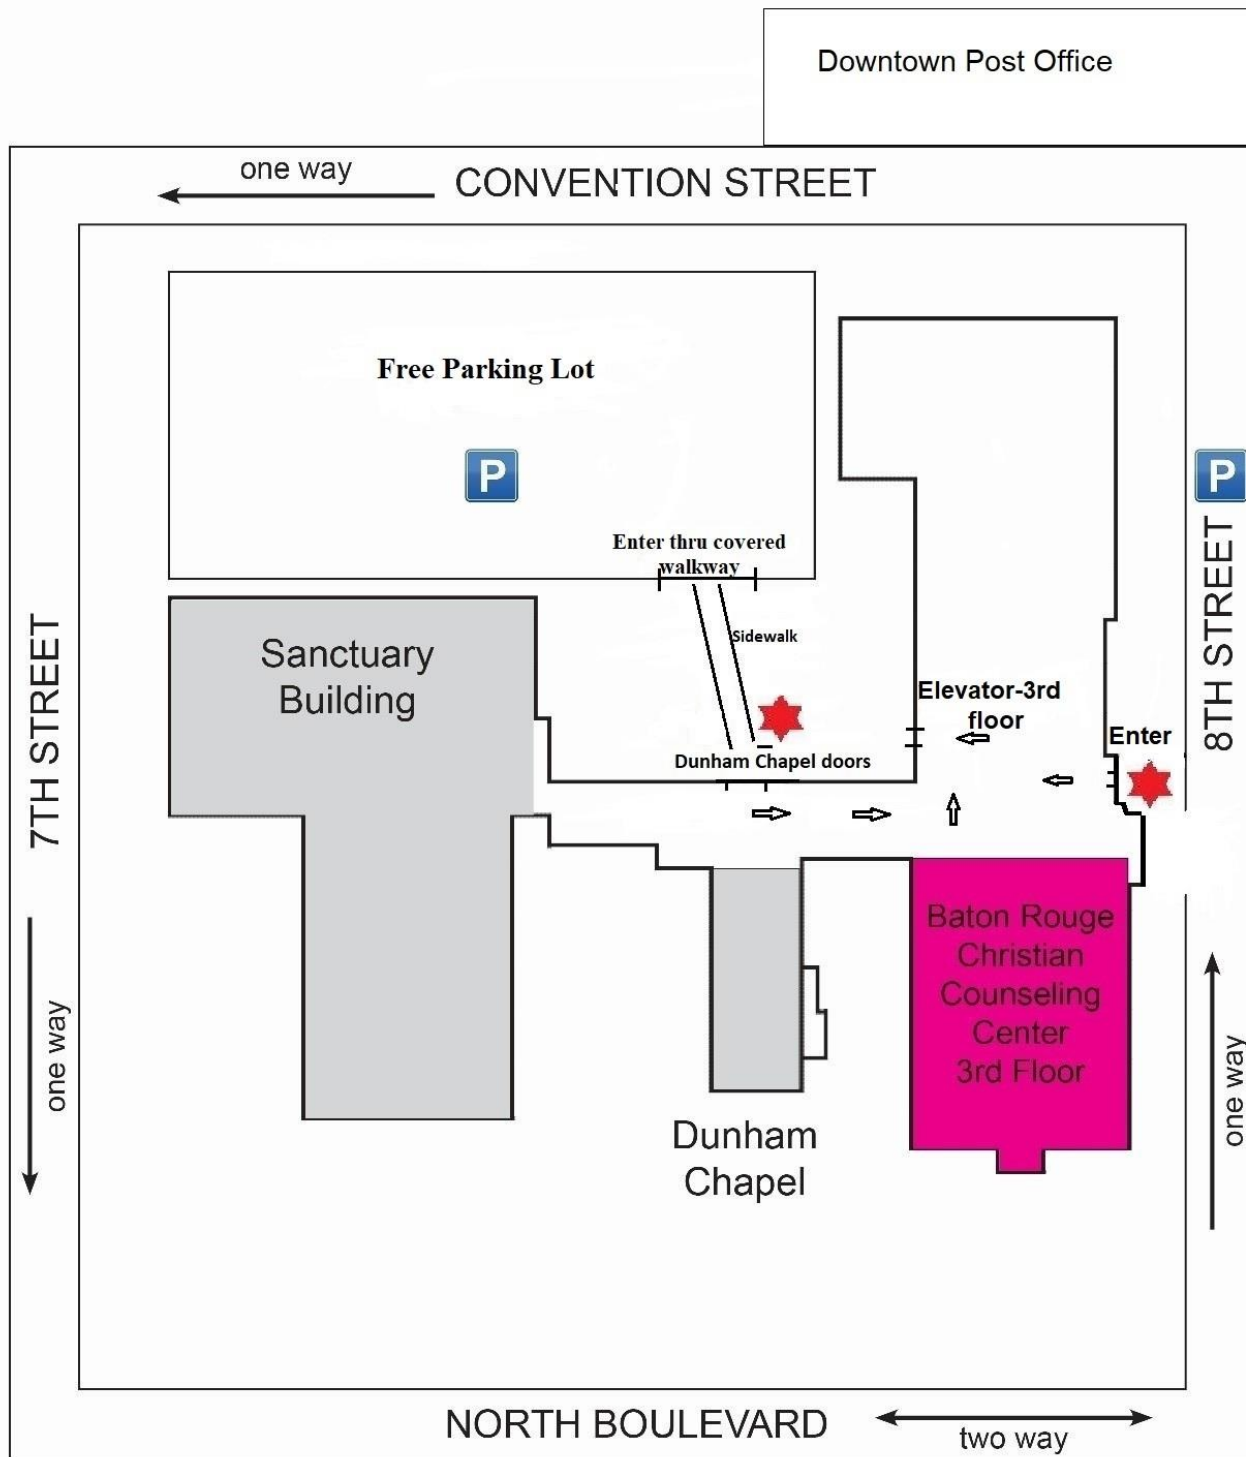 Downtown Post Office
one way
CONVENTION STREET
Free Parking Lot
P
P
Enter thru covered
walkway
Sidewalk
Sanctuary
Building
7TH STREET
8TH STREET
Elevator-3rd
floor
Enter
Dunham Chapel doors
Baton Rouge
Christian
Counseling
Center
3rd Floor
one way
one way
Dunham
Chapel
NORTH BOULEVARD
two way